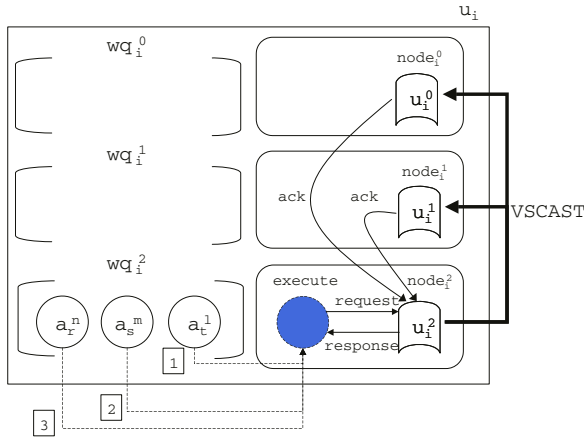 u_i
wq_i^0
node_i^0
u_i^0
wq_i^1
node_i^1
ack
ack
u_i^1
VSCAST
wq_i^2
execute
node_i^2
request
a_r^n
a_s^m
a_t^l
u_i^2
response
1
2
3